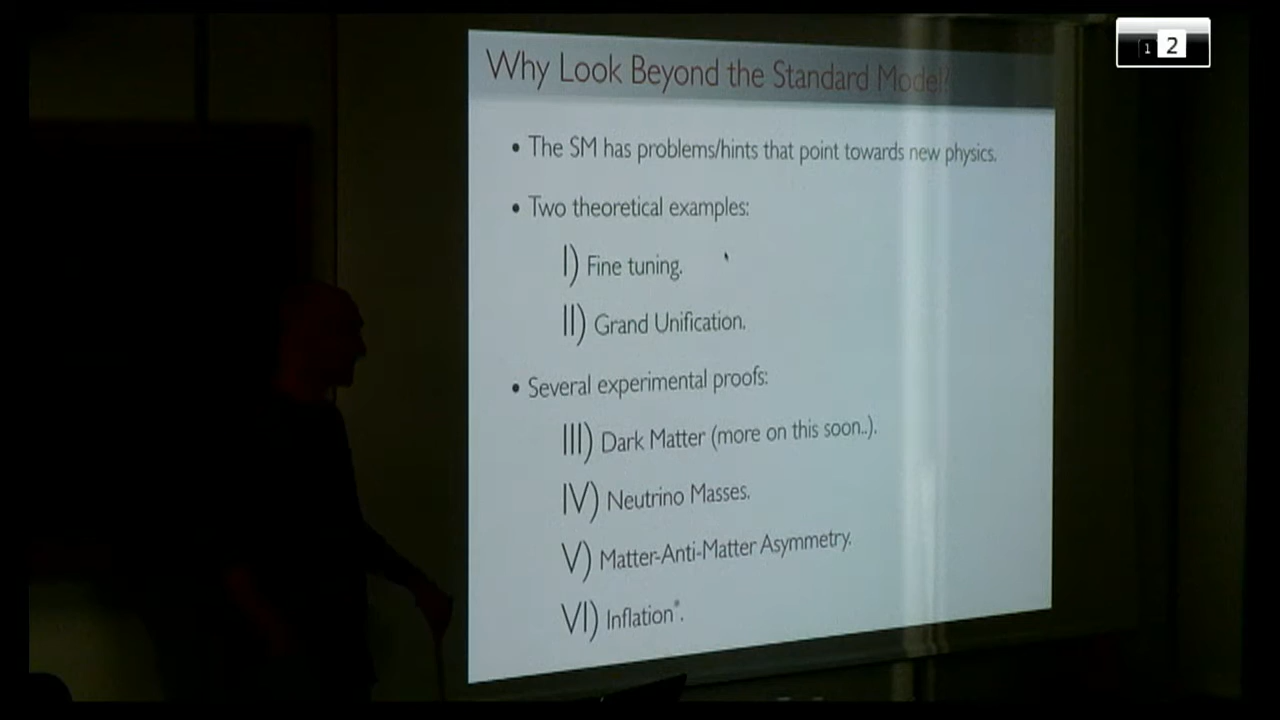 1 2
Why Look Beyond the Standard Model?
• The SM has problems/hints that point towards new physics.
• Two theoretical examples:
I) Fine tuning.
II) Grand Unification.
• Several experimental proofs:
III) Dark Matter (more on this soon..).
IV) Neutrino Masses.
V) Matter-Anti-Matter Asymmetry.
VI) Inflation*.